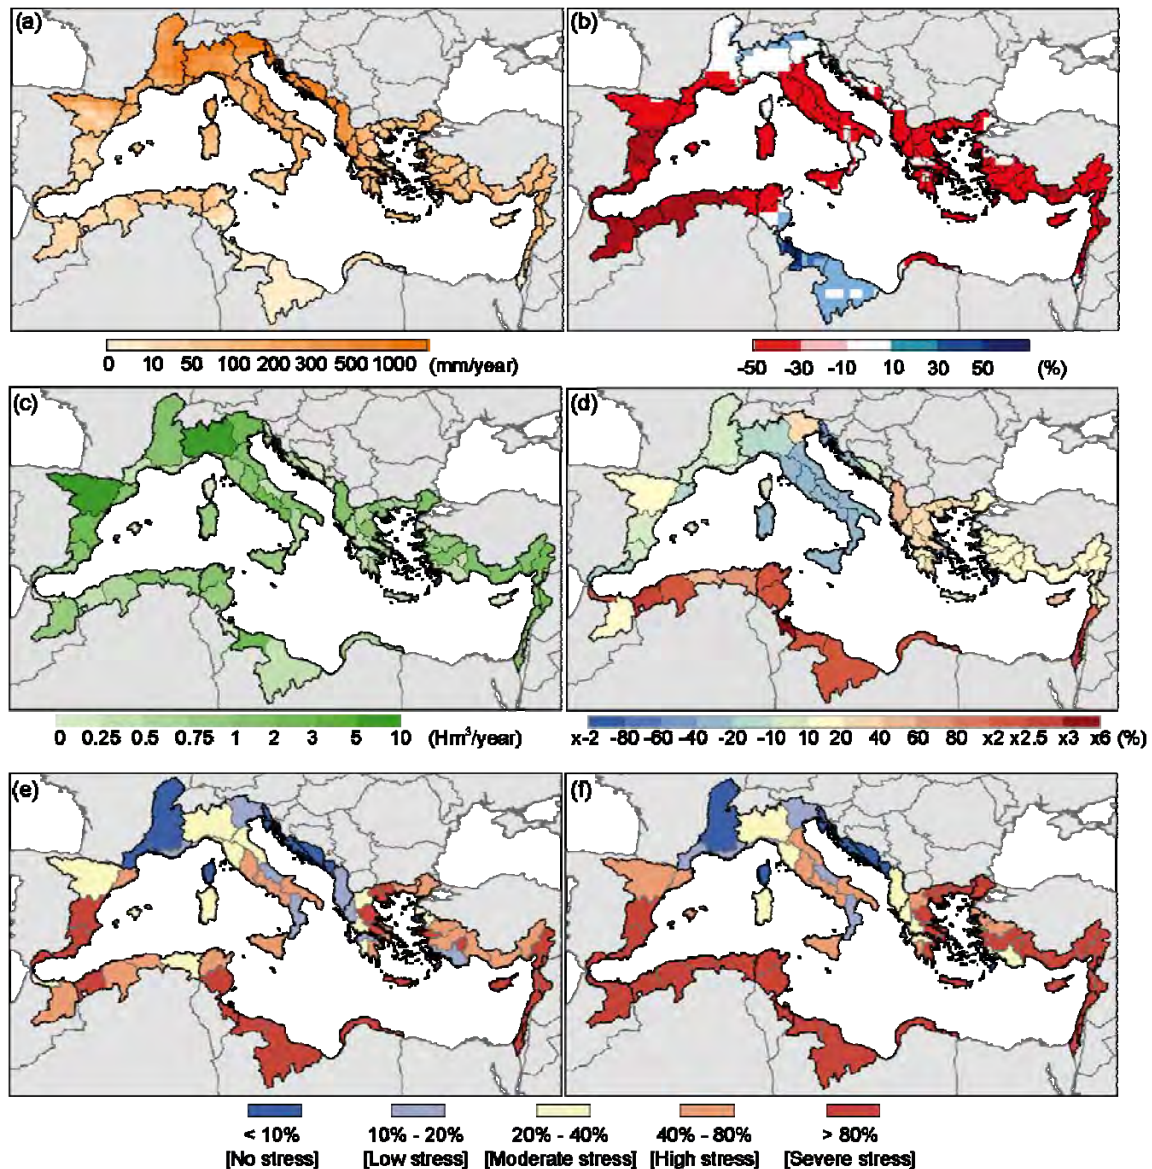 (a)
(b)
0 10 50 100 200 300 500 1000 (mm/year)
-50 -30 -10 10 30 50 (%)
(c)
(d)
0 0.25 0.5 0.75 1 2 3 5 10 (Hm³/year)
x-2 -80 -60 -40 -20 -10 10 20 40 60 80 x2 x2.5 x3 x6 (%)
(e)
(f)
< 10% 10% - 20% 20% - 40% 40% - 80% > 80%
[No stress] [Low stress] [Moderate stress] [High stress] [Severe stress]